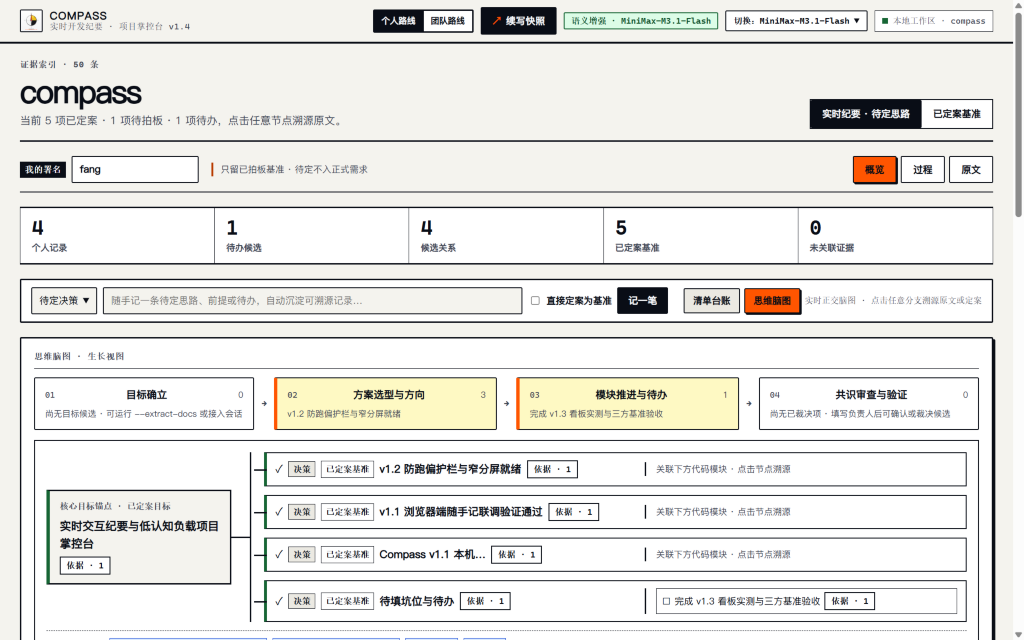 COMPASS
实时开发纪要 · 项目掌控台 v1.4
个人路线 团队路线
↗ 续写快照
语义增强 · MiniMax-M3.1-Flash
切换: MiniMax-M3.1-Flash ▼
本地工作区 · compass
证据索引 · 50 条
compass
当前 5 项已定案 · 1 项待拍板 · 1 项待办，点击任意节点溯源原文。
实时纪要 · 待定思路 已定案基准
我的署名 fang 只留已拍板基准 · 待定不入正式需求
概览 过程 原文
4 1 4 5 0
个人记录 待办候选 候选关系 已定案基准 未关联证据
待定决策 ▼ 随手记一条待定思路、前提或待办，自动沉淀可溯源记录... 直接定案为基准 记一笔 清单台账 思维脑图 实时正交脑图 · 点击任意分支溯源原文或定案
思维脑图 · 生长视图
01 目标确立 0
尚无目标候选 · 可运行 --extract-docs 或接入会话
→
02 方案选型与方向 3
v1.2 防跑偏护栏与窄分屏就绪
→
03 模块推进与待办 1
完成 v1.3 看板实测与三方基准验收
→
04 共识审查与验证 0
尚无已裁决项 · 填写负责人后可确认或裁决候选
核心目标锚点 · 已定案目标
实时交互纪要与低认知负载项目
掌控台
依据 · 1
✓ 决策 已定案基准 v1.2 防跑偏护栏与窄分屏就绪 依据 · 1 关联下方代码模块 · 点击节点溯源
✓ 决策 已定案基准 v1.1 浏览器端随手记联调验证通过 依据 · 1 关联下方代码模块 · 点击节点溯源
✓ 决策 已定案基准 Compass v1.1 本机... 依据 · 1 关联下方代码模块 · 点击节点溯源
✓ 决策 已定案基准 待填坑位与待办 依据 · 1 完成 v1.3 看板实测与三方基准验收 依据 · 1